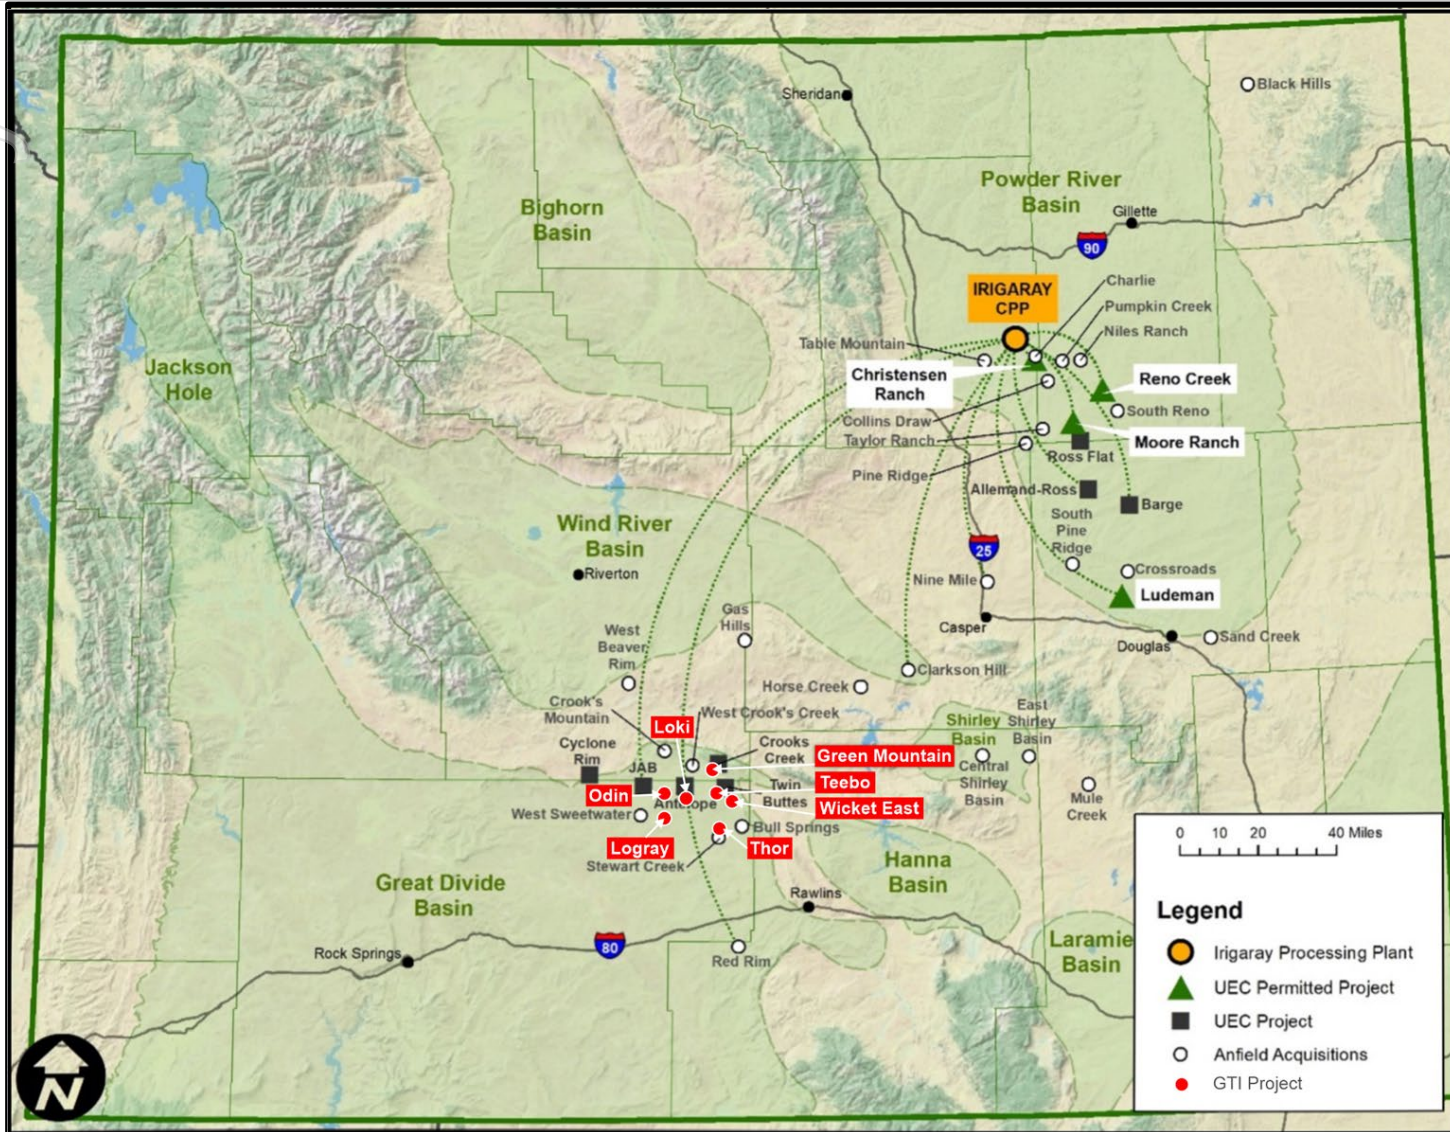 Sheridan
Black Hills
Powder River
Basin
Gillette
90
Bighorn
Basin
IRIGARAY
CPP
Charlie
Pumpkin Creek
Niles Ranch
Table Mountain
Jackson
Hole
Christensen
Ranch
Reno Creek
South Reno
Collins Draw
Taylor Ranch
Moore Ranch
Ross Flat
Pine Ridge
Allemand-Ross
Barge
South
Pine
Ridge
Wind River
Basin
25
Riverton
Nine Mile
Crossroads
Ludeman
Casper
Douglas
Sand Creek
Gas
Hills
West
Beaver
Rim
Clarkson Hill
Horse Creek
Crook's
Mountain
West Crook's Creek
Loki
Shirley
Basin
East
Shirley
Basin
Cyclone
Rim
JAB
Crooks
Creek
Green Mountain
Central
Shirley
Basin
Odin
Antelope
Twin
Buttes
Teebo
Wicket East
Mule
Creek
West Sweetwater
Bull Springs
Logray
Thor
Stewart Creek
Hanna
Basin
Great Divide
Basin
Rawlins
Rock Springs
80
Red Rim
Laramie
Basin
0 10 20 40 Miles
Legend
Irigaray Processing Plant
UEC Permitted Project
UEC Project
Anfield Acquisitions
GTI Project
N